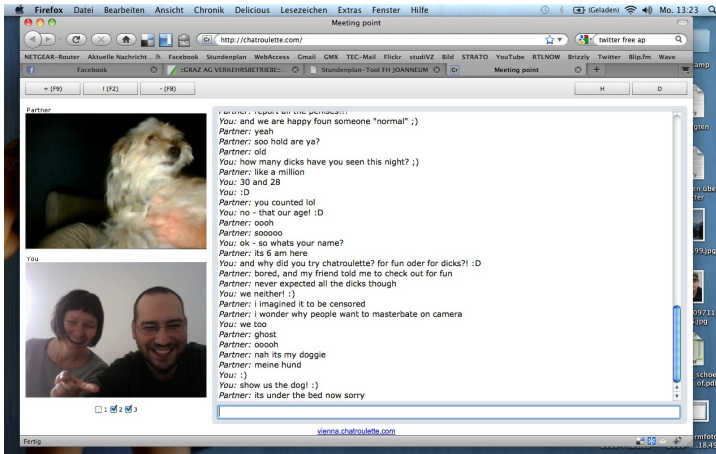 Firefox Datei Bearbeiten Ansicht Chronik Delicious Lesezeichen Extras Fenster Hilfe (Geladen) Mo. 13:23
Meeting point
http://chatroulette.com/ twitter free ap
NETGEAR-Router Aktuelle Nachricht... Facebook Stundenplan WebAccess Gmail GMX TEC-Mail Flickr studiVZ Bild STRATO YouTube RTLNOW Brizzly Twitter Blip.fm Wave
Facebook ::GRAZ AG VERKEHRSBETRIEBE::... Stundenplan-Tool FH JOANNEUM Cr Meeting point +
+ (F9) ! (F2) - (F8) H D
Partner
Partner: report all the penises!!!
You: and we are happy foun someone "normal" ;)
Partner: yeah
Partner: soo hold are ya?
Partner: old
You: how many dicks have you seen this night? ;)
Partner: like a million
You: 30 and 28
You: :D
Partner: you counted lol
You: no - that our age! :D
Partner: oooh
Partner: sooooo
You: ok - so whats your name?
Partner: its 6 am here
You: and why did you try chatroulette? for fun oder for dicks?! :D
Partner: bored, and my friend told me to check out for fun
Partner: never expected all the dicks though
You: we neither! :)
Partner: i imagined it to be censored
Partner: i wonder why people want to masterbate on camera
You: we too
Partner: ghost
Partner: ooooh
Partner: nah its my doggie
Partner: meine hund
You: :)
You: show us the dog! :)
Partner: its under the bed now sorry
You
1 2 3
vienna.chatroulette.com
Fertig